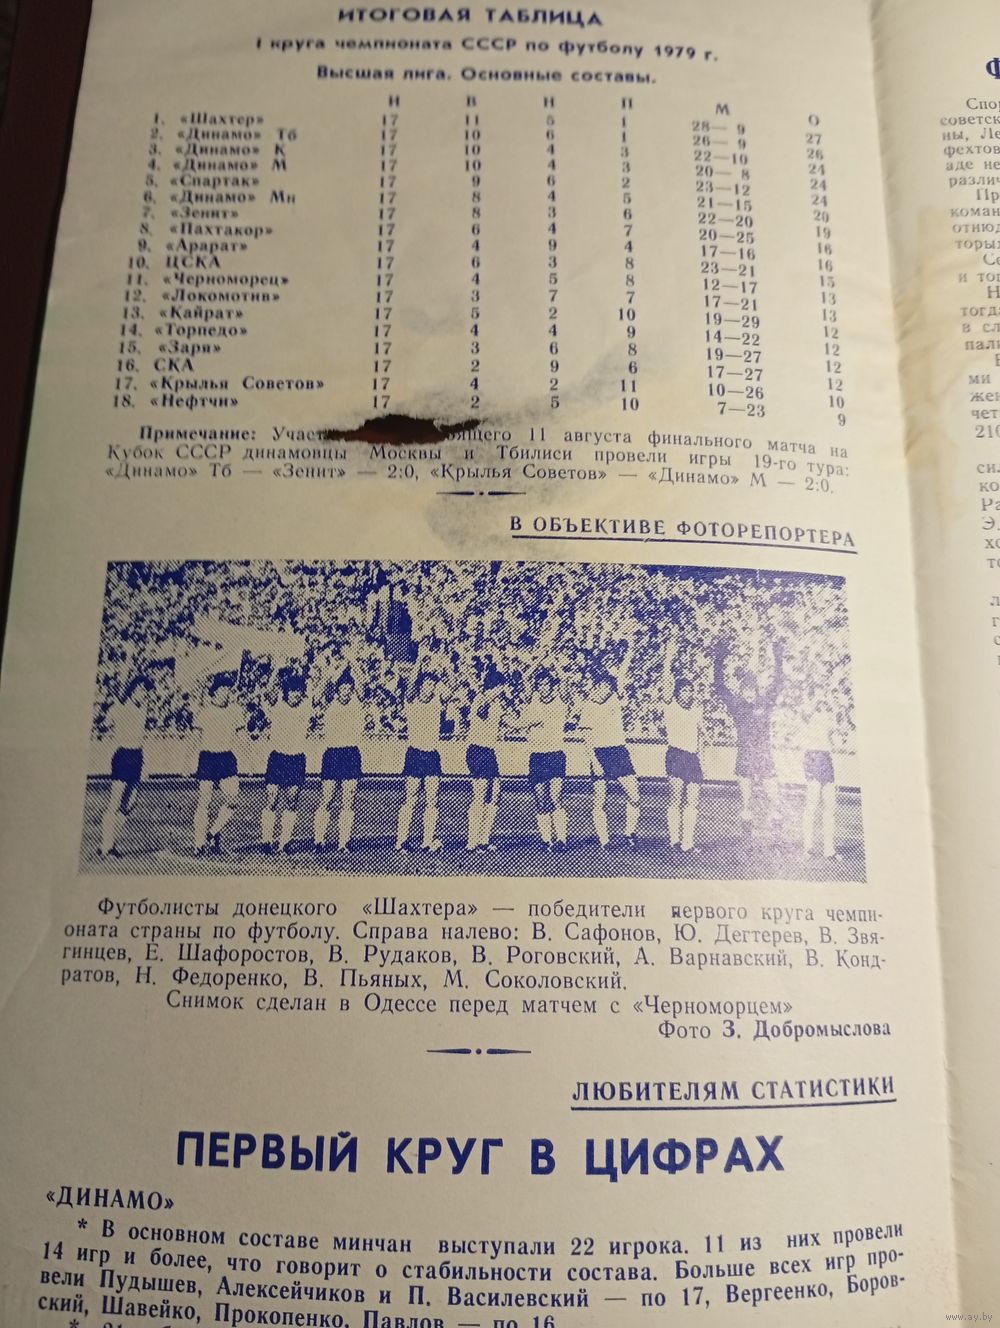 ИТОГОВАЯ ТАБЛИЦА
I круга чемпионата СССР по футболу 1979 г.
Высшая лига. Основные составы.
И В Н П М О
1. «Шахтер» 17 11 5 1 28— 9 27
2. «Динамо» Тб 17 10 6 1 26— 9 26
3. «Динамо» К 17 10 4 3 22—10 24
4. «Динамо» М 17 10 4 3 20— 8 24
5. «Спартак» 17 9 6 2 23—12 24
6. «Динамо» Мн 17 8 4 5 21—15 20
7. «Зенит» 17 8 3 6 22—20 19
8. «Пахтакор» 17 6 4 7 20—25 16
9. «Арарат» 17 4 9 4 17—16 16
10. ЦСКА 17 6 3 8 23—21 15
11. «Черноморец» 17 4 5 8 12—17 13
12. «Локомотив» 17 3 7 7 17—21 13
13. «Кайрат» 17 5 2 10 19—29 12
14. «Торпедо» 17 4 4 9 14—22 12
15. «Заря» 17 3 6 8 19—27 12
16. СКА 17 2 9 6 17—27 12
17. «Крылья Советов» 17 4 2 11 10—26 10
18. «Нефтчи» 17 2 5 10 7—23 9
Примечание: 11 августа финального матча на
Кубок СССР динамовцы Москвы и Тбилиси провели игры 19-го тура:
«Динамо» Тб — «Зенит» — 2:0, «Крылья Советов» — «Динамо» М — 2:0.
В ОБЪЕКТИВЕ ФОТОРЕПОРТЕРА
Футболисты донецкого «Шахтера» — победители первого круга чемпи-
оната страны по футболу. Справа налево: В. Сафонов, Ю. Дегтерев, В. Звя-
гинцев, Е. Шафоростов, В. Рудаков, В. Роговский, А. Варнавский, В. Конд-
ратов, Н. Федоренко, В. Пьяных, М. Соколовский.
Снимок сделан в Одессе перед матчем с «Черноморцем»
Фото З. Добромыслова
ЛЮБИТЕЛЯМ СТАТИСТИКИ
ПЕРВЫЙ КРУГ В ЦИФРАХ
«ДИНАМО»
* В основном составе минчан выступали 22 игрока. 11 из них провели
14 игр и более, что говорит о стабильности состава. Больше всех игр про-
вели Пудышев, Алексейчиков и П. Василевский — по 17, Вергеенко, Боров-
ский, Шавейко, Прокопенко, Павлов — по 16
www.ay.by